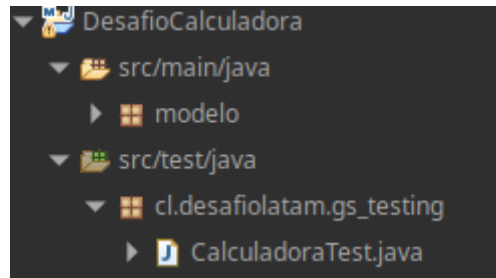 DesafioCalculadora
src/main/java
modelo
src/test/java
cl.desafiolatam.gs_testing
CalculadoraTest.java